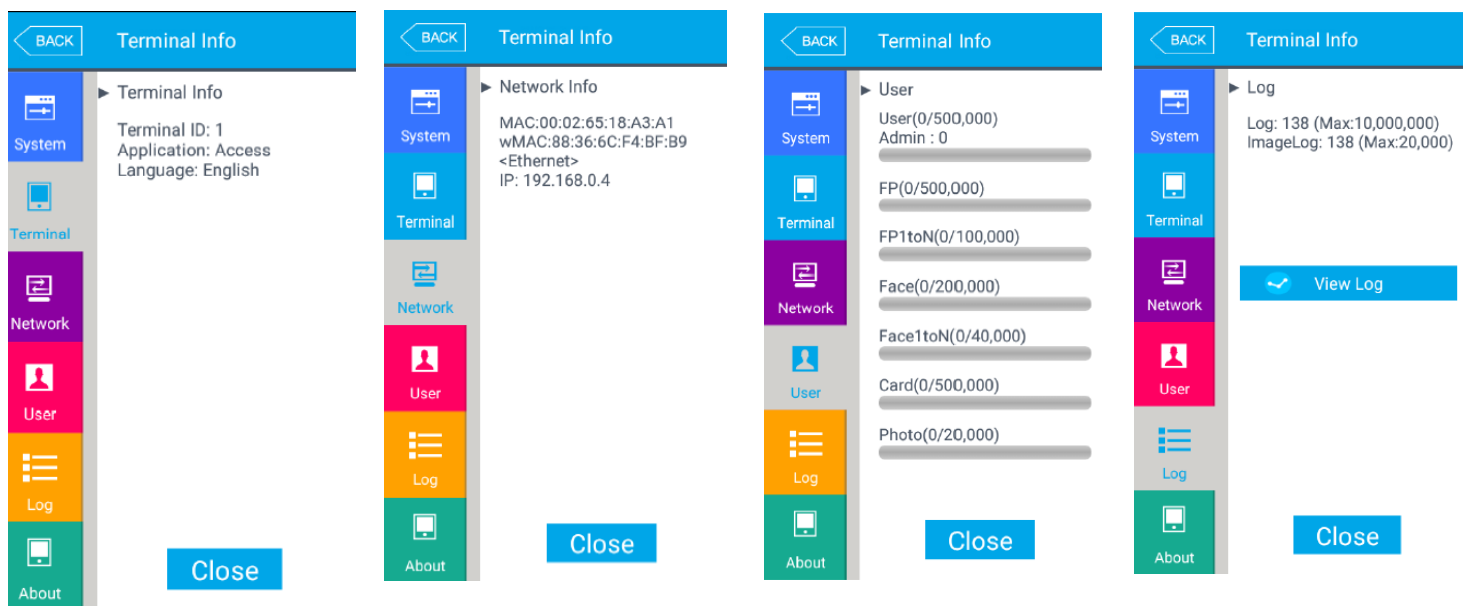 BACK
Terminal Info
System
Terminal
Network
User
Log
About
► Terminal Info
Terminal ID: 1
Application: Access
Language: English
Close
BACK
Terminal Info
System
Terminal
Network
User
Log
About
► Network Info
MAC:00:02:65:18:A3:A1
wMAC:88:36:6C:F4:BF:B9
<Ethernet>
IP: 192.168.0.4
Close
BACK
Terminal Info
System
Terminal
Network
User
Log
About
► User
User(0/500,000)
Admin : 0
FP(0/500,000)
FP1toN(0/100,000)
Face(0/200,000)
Face1toN(0/40,000)
Card(0/500,000)
Photo(0/20,000)
Close
BACK
Terminal Info
System
Terminal
Network
User
Log
About
► Log
Log: 138 (Max:10,000,000)
ImageLog: 138 (Max:20,000)
View Log
Close